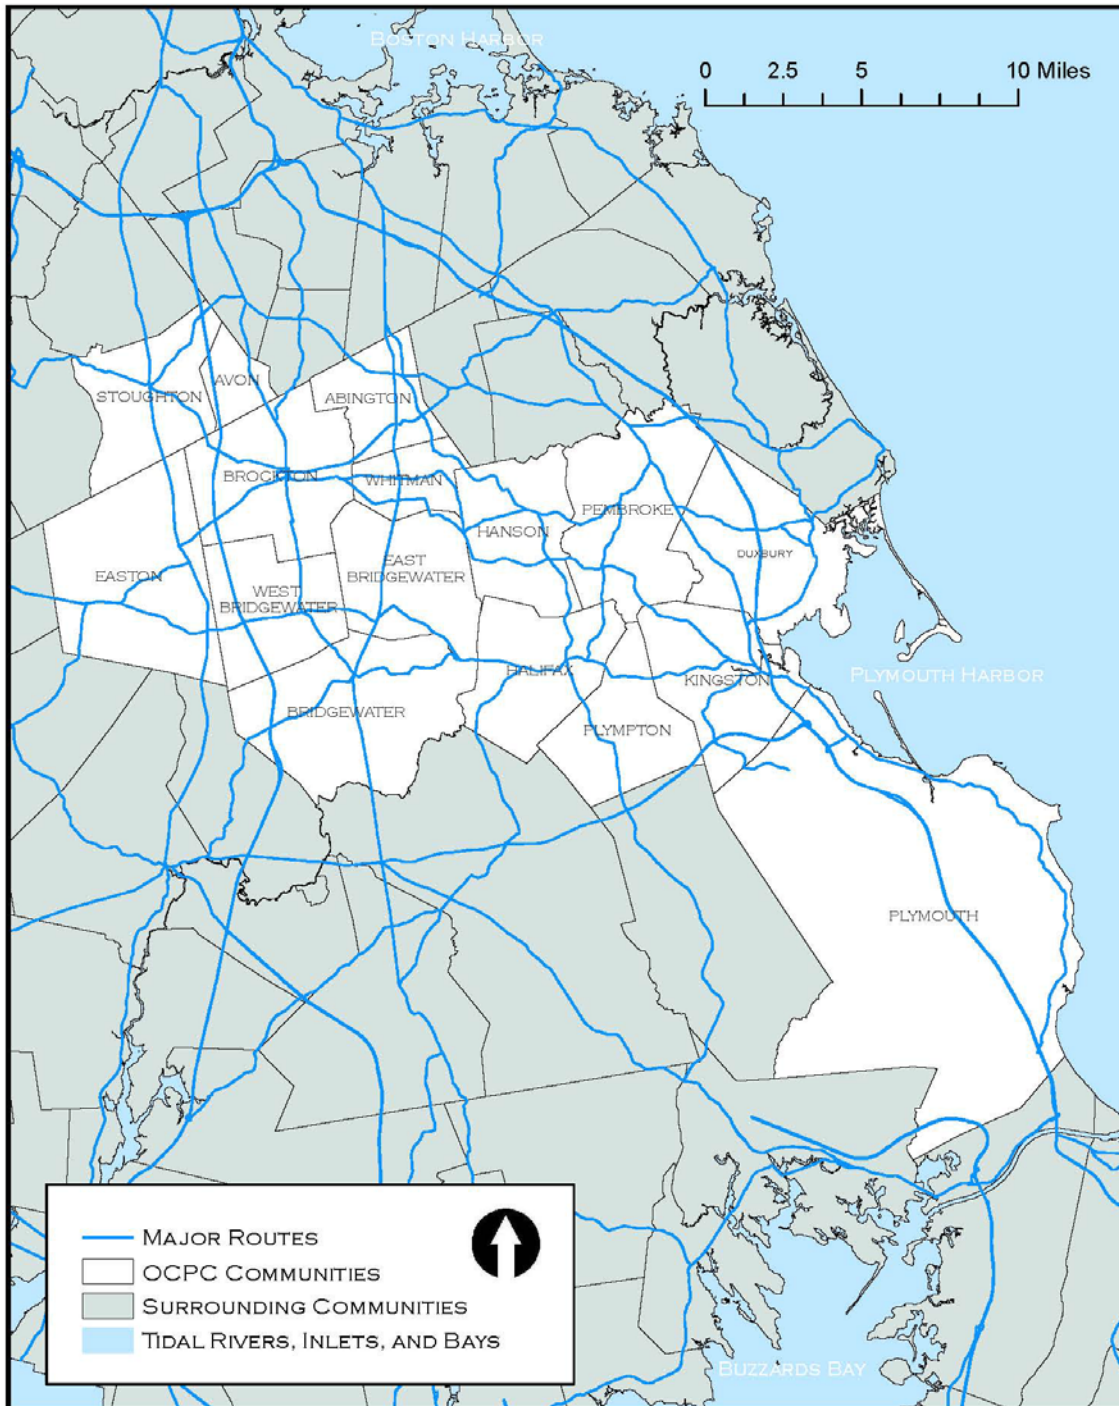 BOSTON HARBOR
0 2.5 5 10 Miles
AVON
STOUGHTON
ABINGTON
BROCKTON
WHITMAN
PEMBROKE
HANSON
DUXBURY
EAST
BRIDGEWATER
EASTON
WEST
BRIDGEWATER
HALIFAX
KINGSTON
PLYMOUTH HARBOR
BRIDGEWATER
PLYMPTON
PLYMOUTH
MAJOR ROUTES
OCPC COMMUNITIES
SURROUNDING COMMUNITIES
TIDAL RIVERS, INLETS, AND BAYS
BUZZARDS BAY